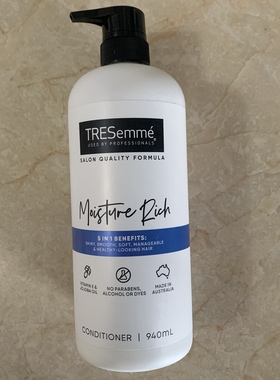 TRESemmé
USED BY PROFESSIONALS
SALON QUALITY FORMULA
Moisture Rich
5 IN 1 BENEFITS:
SHINY, SMOOTH, SOFT, MANAGEABLE
& HEALTHY-LOOKING HAIR
VITAMIN E &
JOJOBA OIL
NO PARABENS,
ALCOHOL OR DYES
MADE IN
AUSTRALIA
CONDITIONER | 940mL